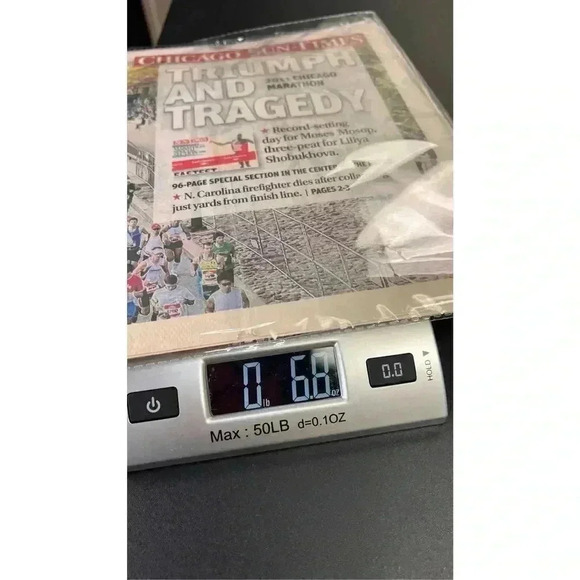 CHICAGO SUN-TIMES
TRIUMPH
AND
2011 CHICAGO
MARATHON
TRAGEDY
★ Record-setting
day for Moses Mosop,
three-peat for Liliya
Shobukhova.
FASTEST
96-PAGE SPECIAL SECTION IN THE CENTER
★ N. Carolina firefighter dies after
just yards from finish line. | PAGES 2-3
0 lb 6.8 oz
0.0
HOLD ▼
Max : 50LB d=0.1OZ